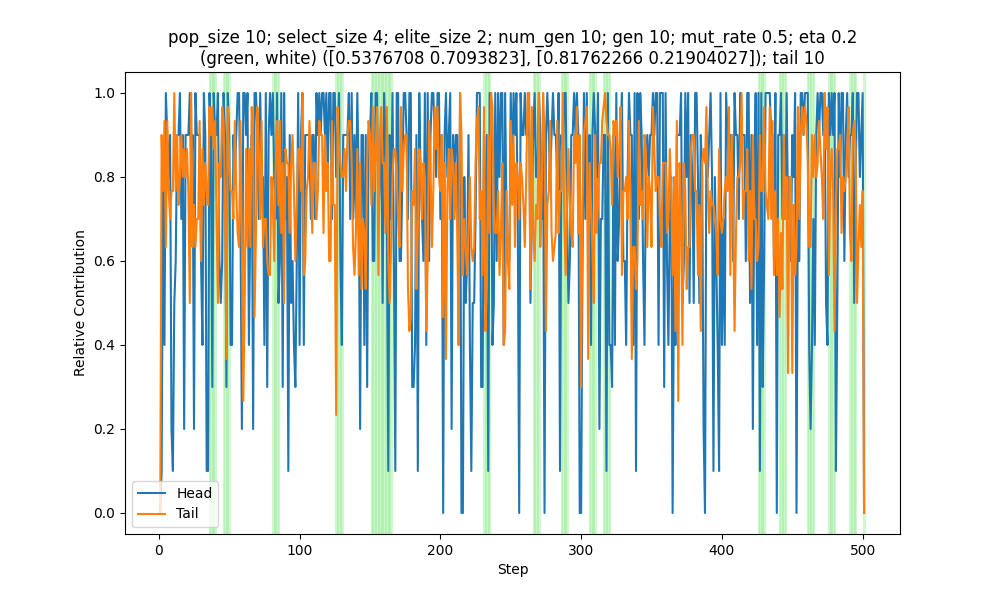 pop_size 10; select_size 4; elite_size 2; num_gen 10; gen 10; mut_rate 0.5; eta 0.2
(green, white) ([0.5376708 0.7093823], [0.81762266 0.21904027]); tail 10
1.0
0.8
0.6
0.4
0.2
0.0
Relative Contribution
Head
Tail
0
100
200
300
400
500
Step